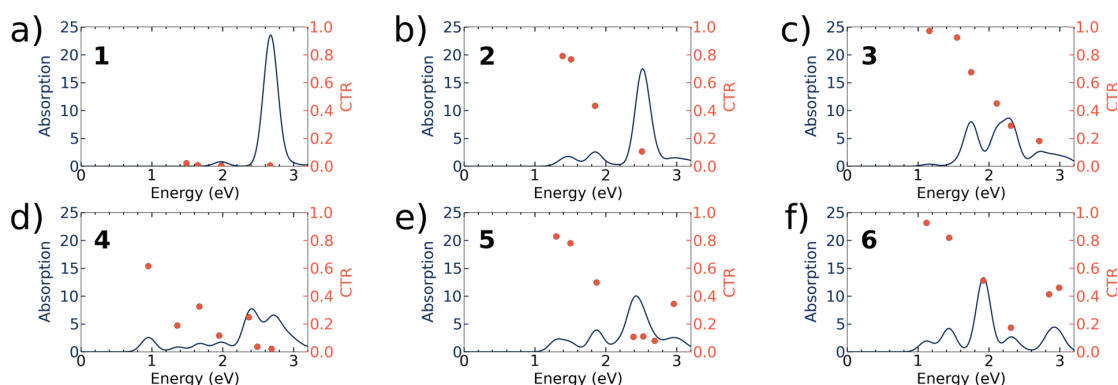 a) b) c)
1 2 3
Absorption CTR Absorption CTR Absorption CTR
25 1.0 25 1.0 25 1.0
20 0.8 20 0.8 20 0.8
15 0.6 15 0.6 15 0.6
10 0.4 10 0.4 10 0.4
5 0.2 5 0.2 5 0.2
0 0.0 0 0.0 0 0.0
0 1 2 3 0 1 2 3 0 1 2 3
Energy (eV) Energy (eV) Energy (eV)
d) e) f)
4 5 6
Absorption CTR Absorption CTR Absorption CTR
25 1.0 25 1.0 25 1.0
20 0.8 20 0.8 20 0.8
15 0.6 15 0.6 15 0.6
10 0.4 10 0.4 10 0.4
5 0.2 5 0.2 5 0.2
0 0.0 0 0.0 0 0.0
0 1 2 3 0 1 2 3 0 1 2 3
Energy (eV) Energy (eV) Energy (eV)